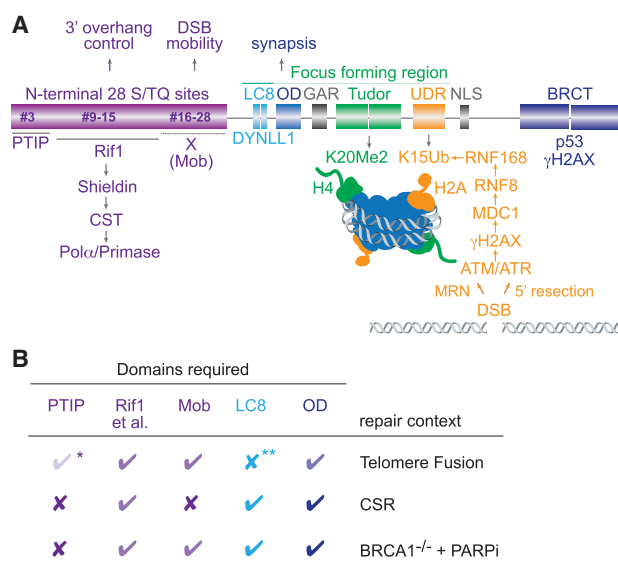 A
3’ overhang control
DSB mobility
synapsis
Focus forming region
N-terminal 28 S/TQ sites
LC8 OD GAR Tudor UDR NLS BRCT
#3 #9-15 #16-28
PTIP
Rif1
X (Mob)
DYNLL1
Shieldin
CST
Polα/Primase
K20Me2
H4
K15Ub
H2A
RNF168
RNF8
MDC1
γH2AX
ATM/ATR
MRN
5’ resection
DSB
p53
γH2AX
B
Domains required
PTIP Rif1 et al. Mob LC8 OD
repair context
✔* ✔ ✔ ✘** ✔ Telomere Fusion
✘ ✔ ✘ ✔ ✔ CSR
✘ ✔ ✔ ✔ ✔ BRCA1-/- + PARPi